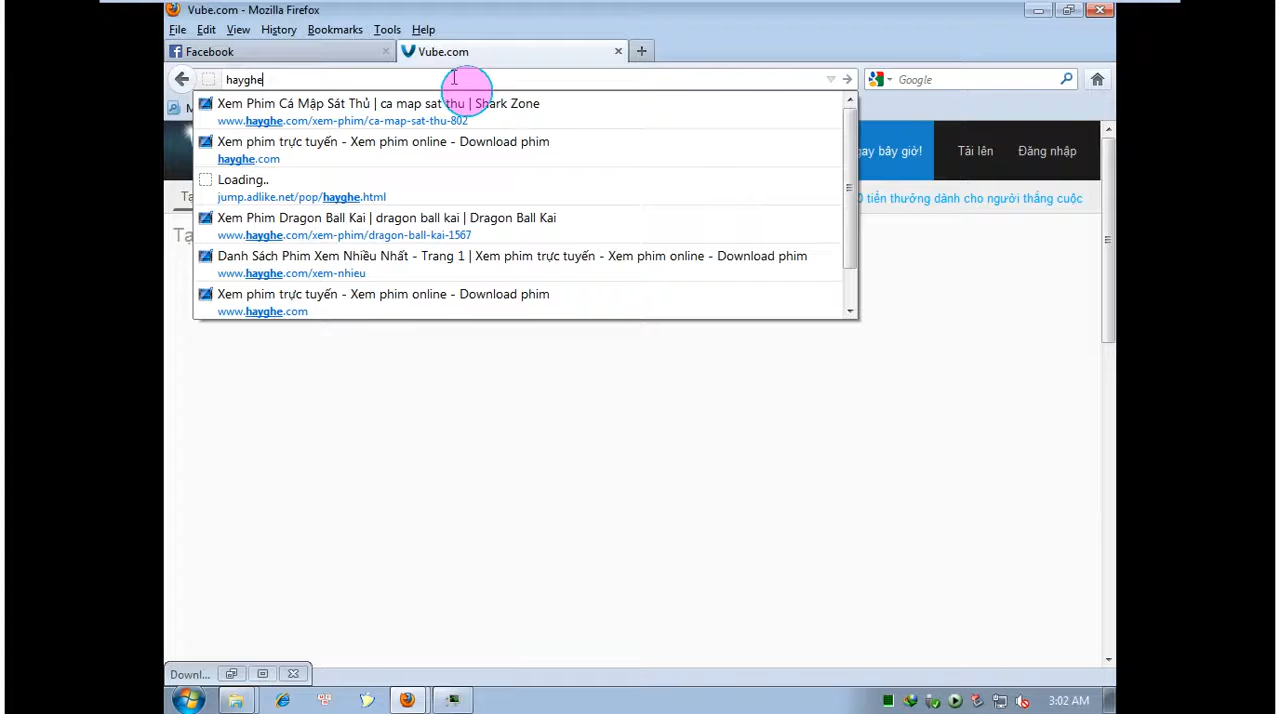 Vube.com - Mozilla Firefox
File Edit View History Bookmarks Tools Help
Facebook
Vube.com
hayghe
Google
Xem Phim Cá Mập Sát Thủ | ca map sat thu | Shark Zone
www.hayghe.com/xem-phim/ca-map-sat-thu-802
Xem phim trực tuyến - Xem phim online - Download phim
hayghe.com
Loading..
jump.adlike.net/pop/hayghe.html
Xem Phim Dragon Ball Kai | dragon ball kai | Dragon Ball Kai
www.hayghe.com/xem-phim/dragon-ball-kai-1567
Danh Sách Phim Xem Nhiều Nhất - Trang 1 | Xem phim trực tuyến - Xem phim online - Download phim
www.hayghe.com/xem-nhieu
Xem phim trực tuyến - Xem phim online - Download phim
www.hayghe.com
gay bây giờ! Tải lên Đăng nhập
0 tiền thưởng dành cho người thắng cuộc
Downl...
3:02 AM